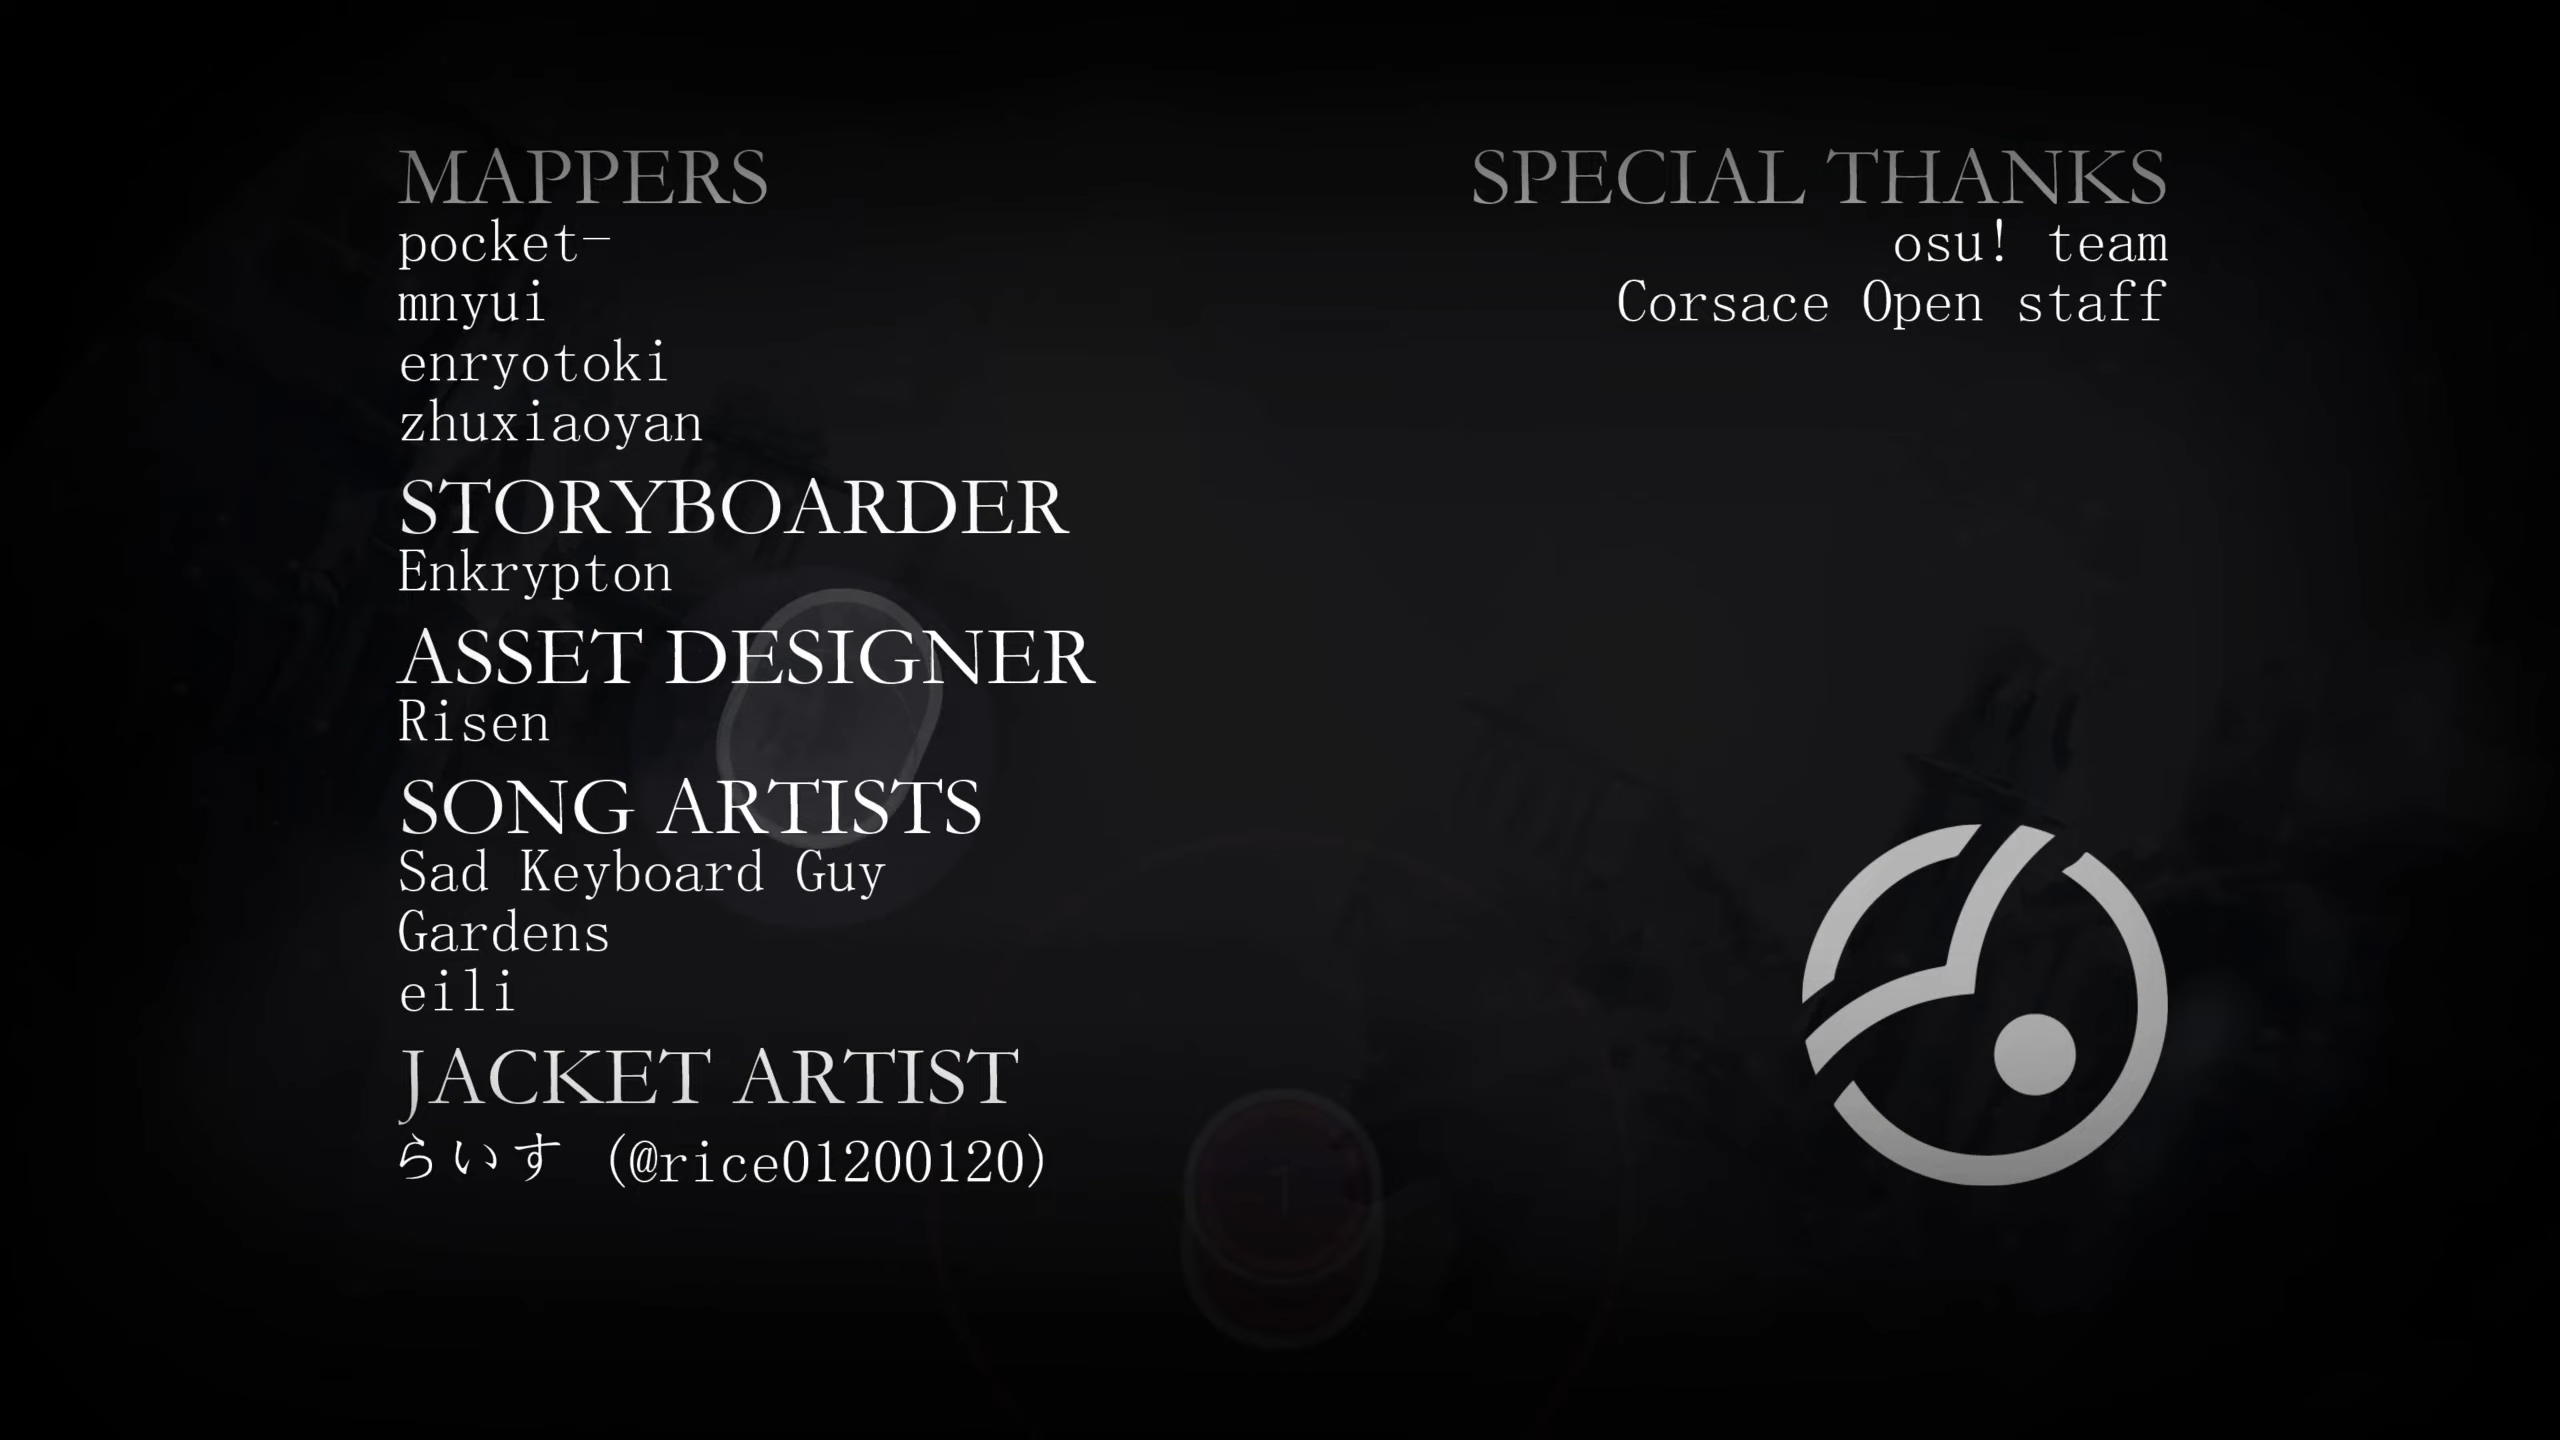 MAPPERS
pocket-
mnyui
enryotoki
zhuxiaoyan
STORYBOARDER
Enkrypton
ASSET DESIGNER
Risen
SONG ARTISTS
Sad Keyboard Guy
Gardens
eili
JACKET ARTIST
らいす (@rice01200120)
SPECIAL THANKS
osu! team
Corsace Open staff
1